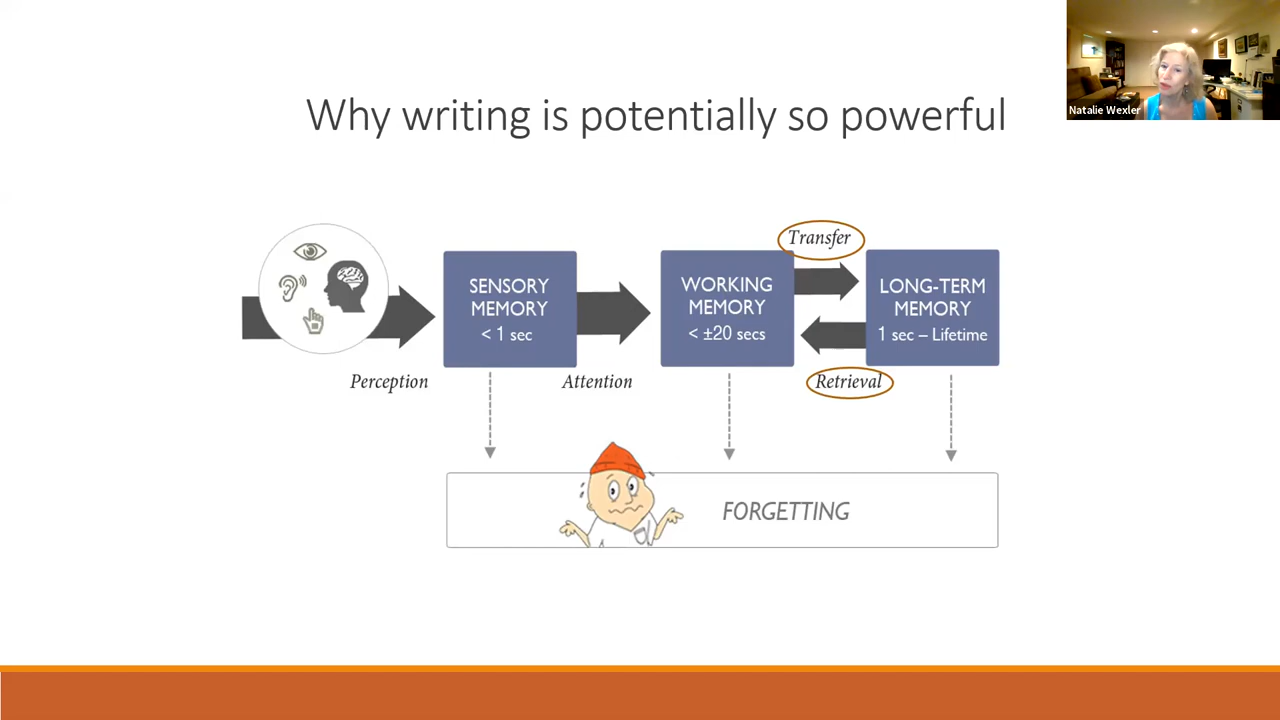 Natalie Wexler
Why writing is potentially so powerful
Transfer
SENSORY
MEMORY
< 1 sec
WORKING
MEMORY
< ±20 secs
LONG-TERM
MEMORY
1 sec – Lifetime
Perception
Attention
Retrieval
FORGETTING